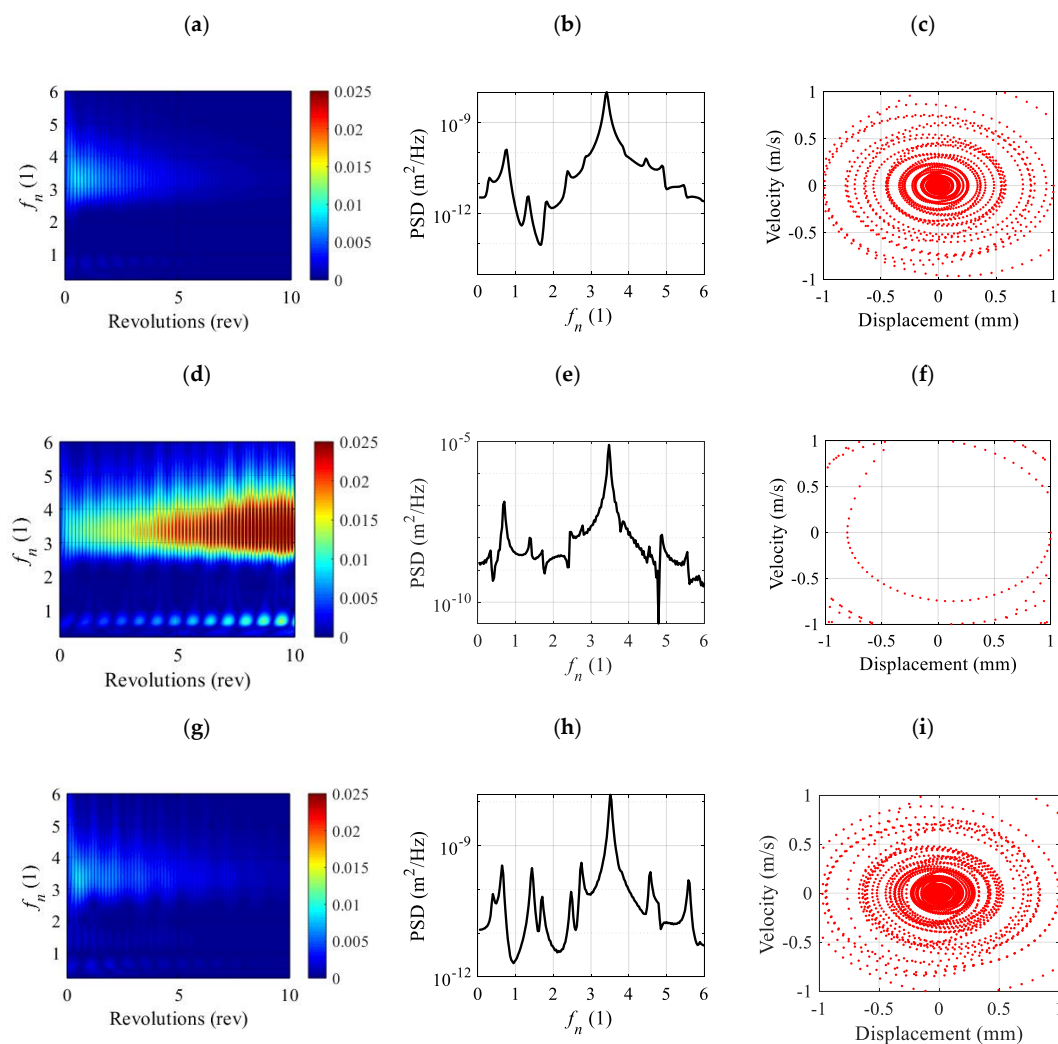 (a) (b) (c)
6
5
4
3
2
1
0 5 10
f_n (1)
Revolutions (rev)
0.025
0.02
0.015
0.01
0.005
0
10^-9
10^-12
PSD (m^2/Hz)
0 1 2 3 4 5 6
f_n (1)
1
0.5
0
-0.5
-1
Velocity (m/s)
-1 -0.5 0 0.5 1
Displacement (mm)
(d) (e) (f)
6
5
4
3
2
1
0 5 10
f_n (1)
Revolutions (rev)
0.025
0.02
0.015
0.01
0.005
0
10^-5
10^-10
PSD (m^2/Hz)
0 1 2 3 4 5 6
f_n (1)
1
0.5
0
-0.5
-1
Velocity (m/s)
-1 -0.5 0 0.5 1
Displacement (mm)
(g) (h) (i)
6
5
4
3
2
1
0 5 10
f_n (1)
Revolutions (rev)
0.025
0.02
0.015
0.01
0.005
0
10^-9
10^-12
PSD (m^2/Hz)
0 1 2 3 4 5 6
f_n (1)
1
0.5
0
-0.5
-1
Velocity (m/s)
-1 -0.5 0 0.5 1
Displacement (mm)